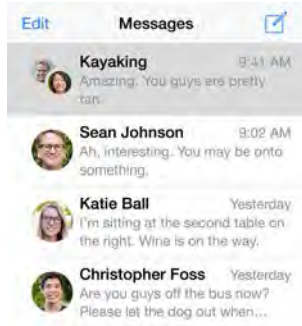 Edit Messages
Kayaking 9:41 AM
Amazing. You guys are pretty
fan.
Sean Johnson 9:02 AM
Ah, interesting. You may be onto
something.
Katie Ball Yesterday
I'm sitting at the second table on
the right. Wine is on the way.
Christopher Foss Yesterday
Are you guys off the bus now?
Please let the dog out when...